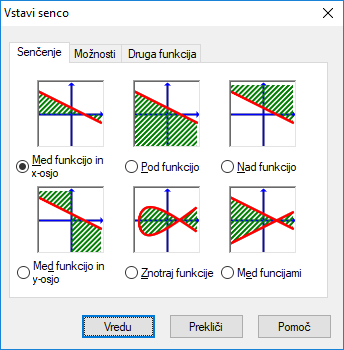 Vstavi senco
Senčenje
Možnosti
Druga funkcija
Med funkcijo in
x-osjo
Pod funkcijo
Nad funkcijo
Med funkcijo in
y-osjo
Znotraj funkcije
Med funcijami
Vredu
Prekliči
Pomoč